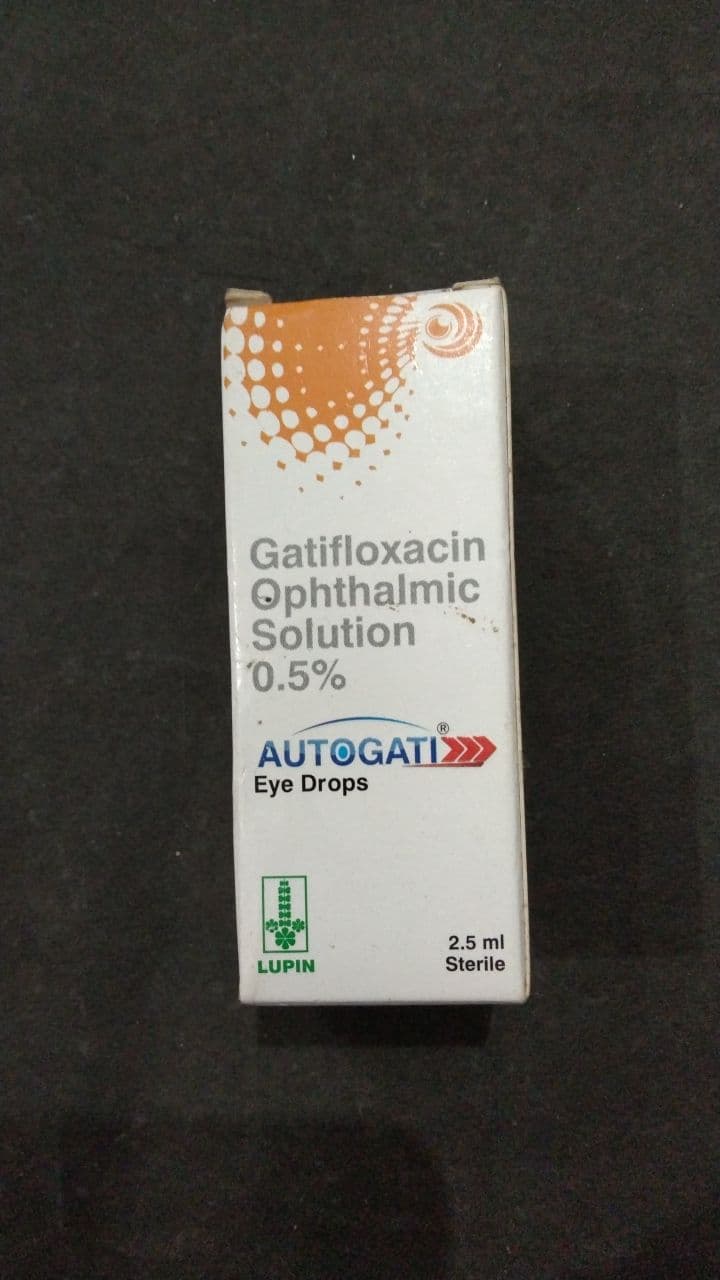 Gatifloxacin
Ophthalmic
Solution
0.5%
AUTOGATI®
Eye Drops
LUPIN
2.5 ml
Sterile